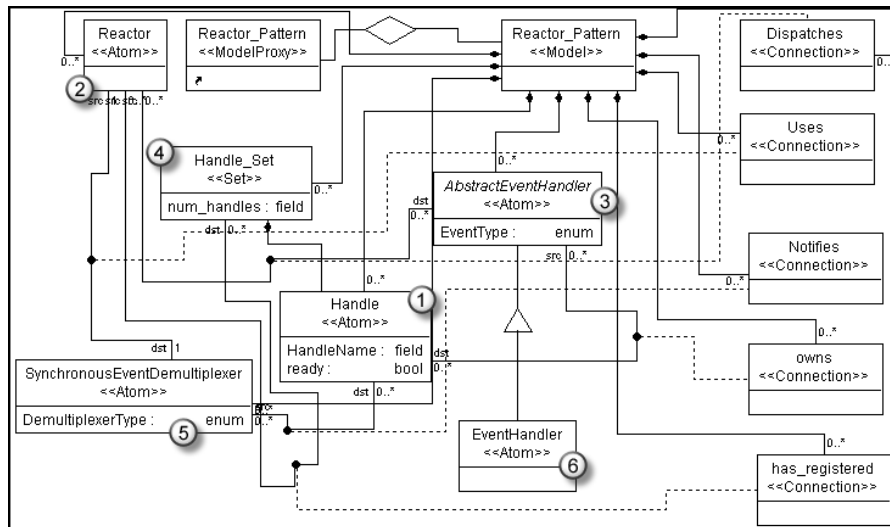 Reactor
<<Atom>>
Reactor_Pattern
<<ModelProxy>>
Reactor_Pattern
<<Model>>
Dispatches
<<Connection>>
0..*
0..*
2
0..*
Uses
<<Connection>>
0..*
4
Handle_Set
<<Set>>
num_handles : field
0..*
0..*
AbstractEventHandler
<<Atom>>
3
EventType : enum
dst
0..*
dst 0..*
src
0..*
Notifies
<<Connection>>
0..*
0..*
1
Handle
<<Atom>>
HandleName : field
ready : bool
dst
0..*
0..*
owns
<<Connection>>
dst 1
SynchronousEventDemultiplexer
<<Atom>>
DemultiplexerType : enum
5
dst 0..*
0..*
EventHandler
<<Atom>>
6
0..*
has_registered
<<Connection>>